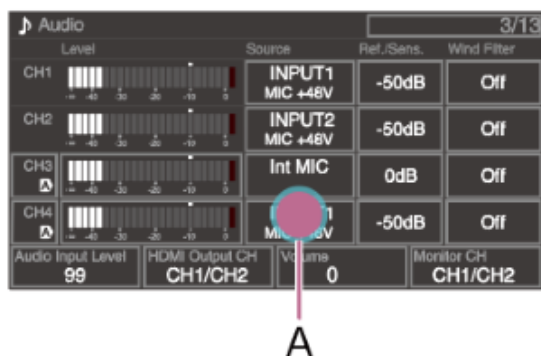 ♪ Audio 3/13
Level Source Ref./Sens. Wind Filter
CH1 INPUT1 -50dB Off
-∞ -40 -30 -20 -10 0 MIC +48V
CH2 INPUT2 -50dB Off
-∞ -40 -30 -20 -10 0 MIC +48V
CH3 Int MIC 0dB Off
A -∞ -40 -30 -20 -10 0
CH4 1 -50dB Off
A -∞ -40 -30 -20 -10 0
Audio Input Level HDMI Output CH Volume Monitor CH
99 CH1/CH2 0 CH1/CH2
A